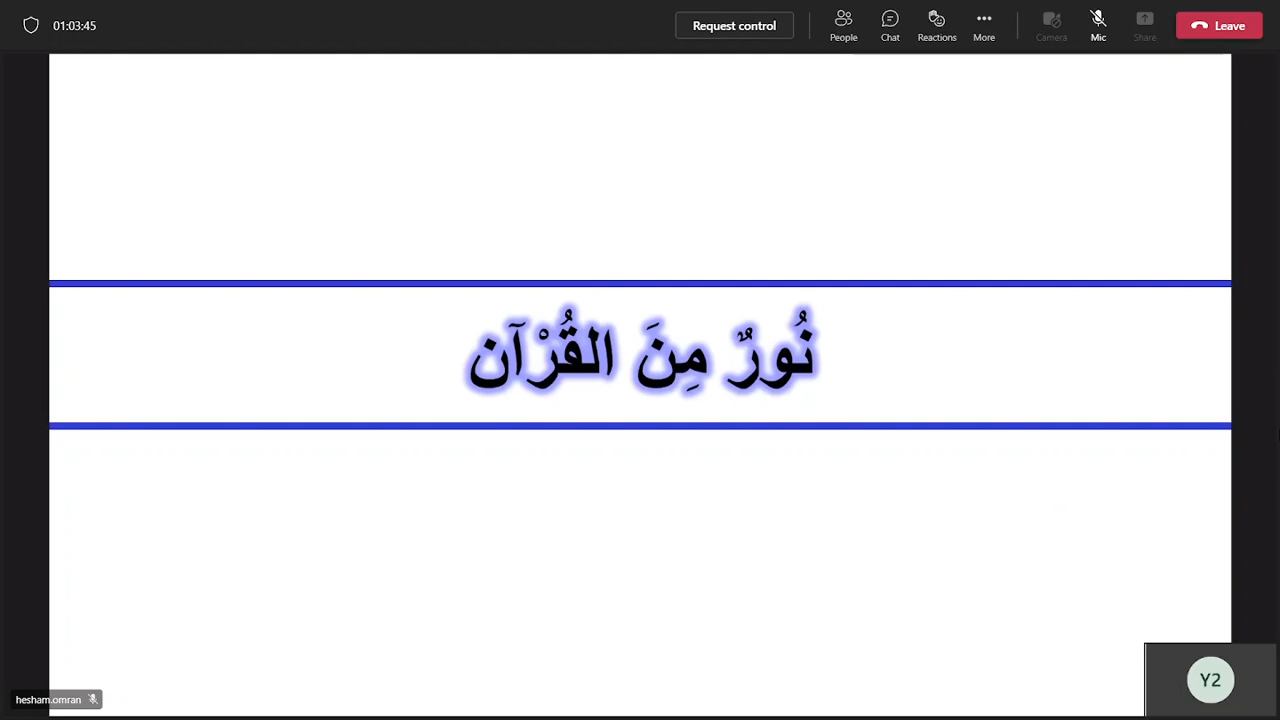 01:03:45
Request control
People
Chat
Reactions
More
Camera
Mic
Share
Leave
نُورٌ مِنَ القُرْآن
hesham.omran
Y2